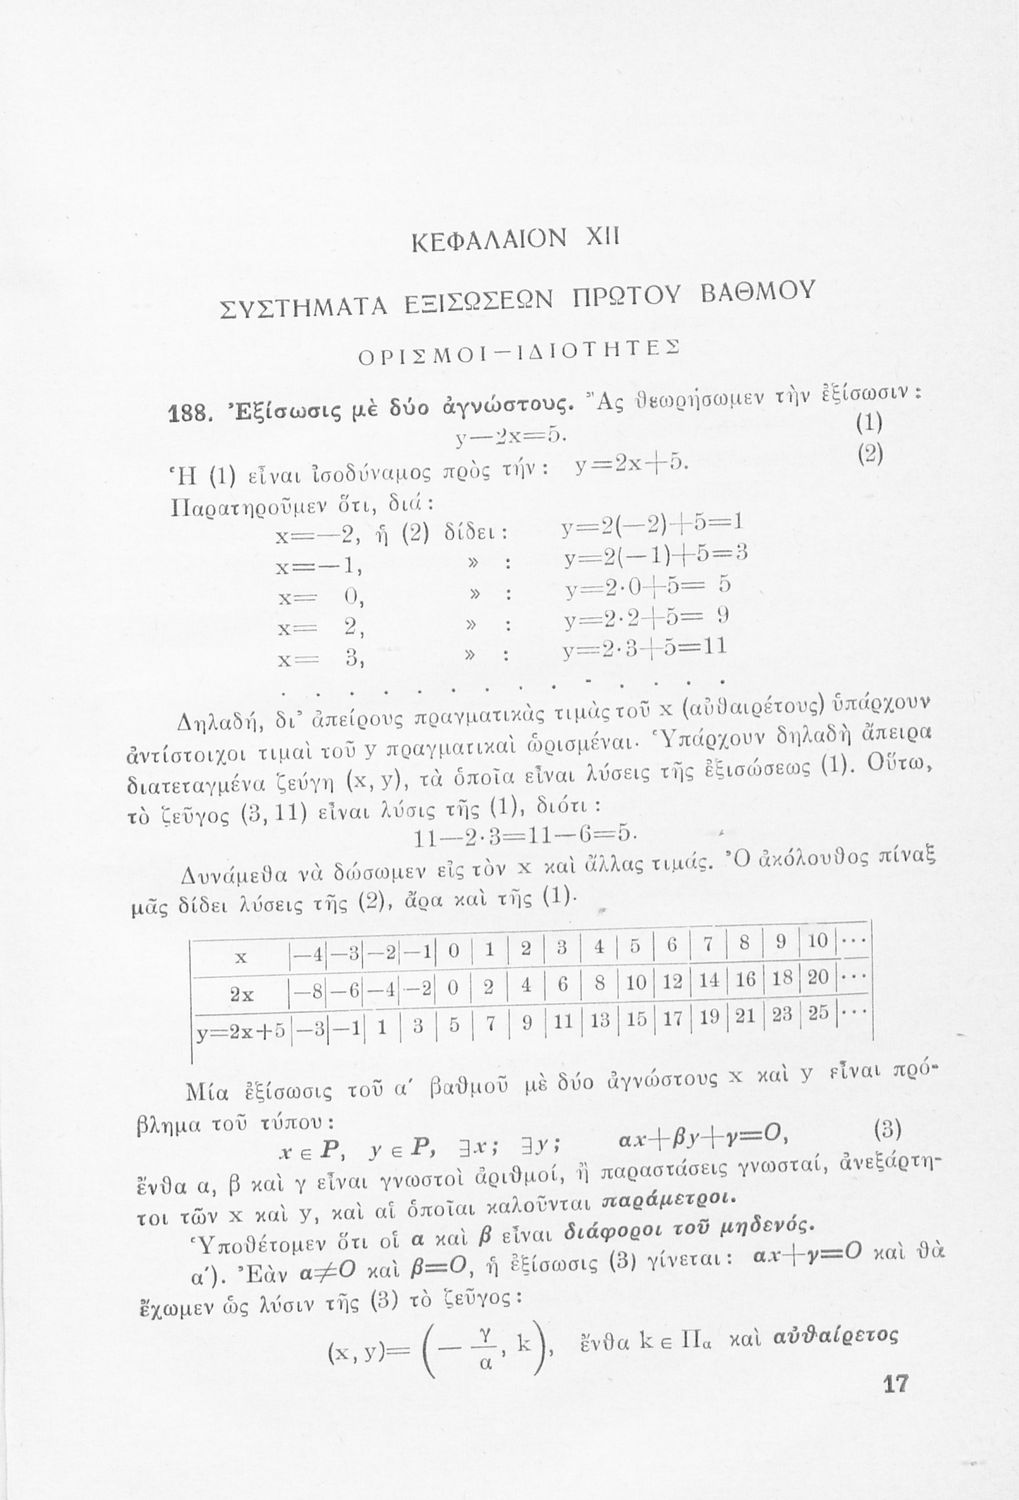 ΚΕΦΑΛΑΙΟΝ XII
ΣΥΣΤΗΜΑΤΑ ΕΞΙΣΩΣΕΩΝ ΠΡΩΤΟΥ ΒΑΘΜΟΥ
ΟΡΙΣΜΟΙ—ΙΔΙΟΤΗΤΕΣ
188. Ἐξίσωσις μὲ δύο ἀγνώστους. Ἂς θεωρήσωμεν τὴν ἐξίσωσιν :
y—2x=5. (1)
Ἡ (1) εἶναι ἰσοδύναμος πρὸς τήν : y=2x+5. (2)
Παρατηροῦμεν ὅτι, διά :
x=—2, ἡ (2) δίδει : y=2(—2)+5=1
x=—1, » : y=2(—1)+5=3
x= 0, » : y=2·0+5= 5
x= 2, » : y=2·2+5= 9
x= 3, » : y=2·3+5=11
. . . . . . . . . . . . . .
Δηλαδή, δι' ἀπείρους πραγματικὰς τιμὰς τοῦ x (αὐθαιρέτους) ὑπάρχουν
ἀντίστοιχοι τιμαὶ τοῦ y πραγματικαὶ ὡρισμέναι. Ὑπάρχουν δηλαδὴ ἄπειρα
διατεταγμένα ζεύγη (x, y), τὰ ὁποῖα εἶναι λύσεις τῆς ἐξισώσεως (1). Οὕτω,
τὸ ζεῦγος (3, 11) εἶναι λύσις τῆς (1), διότι :
11—2·3=11—6=5.
Δυνάμεθα νὰ δώσωμεν εἰς τὸν x καὶ ἄλλας τιμάς. Ὁ ἀκόλουθος πίναξ
μᾶς δίδει λύσεις τῆς (2), ἄρα καὶ τῆς (1).
x —4 —3 —2 —1 0 1 2 3 4 5 6 7 8 9 10 ···
2x —8 —6 —4 —2 0 2 4 6 8 10 12 14 16 18 20 ···
y=2x+5 —3 —1 1 3 5 7 9 11 13 15 17 19 21 23 25 ···
Μία ἐξίσωσις τοῦ α′ βαθμοῦ μὲ δύο ἀγνώστους x καὶ y εἶναι πρό-
βλημα τοῦ τύπου :
x ε P, y ε P, ∃x; ∃y; αx+βy+γ=0, (3)
ἔνθα α, β καὶ γ εἶναι γνωστοὶ ἀριθμοί, ἢ παραστάσεις γνωσταί, ἀνεξάρτη-
τοι τῶν x καὶ y, καὶ αἱ ὁποῖαι καλοῦνται παράμετροι.
Ὑποθέτομεν ὅτι οἱ α καὶ β εἶναι διάφοροι τοῦ μηδενός.
α′). Ἐὰν α≠0 καὶ β=0, ἡ ἐξίσωσις (3) γίνεται : αx+γ=0 καὶ θὰ
ἔχωμεν ὡς λύσιν τῆς (3) τὸ ζεῦγος :
(x, y)= (— γ/α, k), ἔνθα k ε Πα καὶ αὐθαίρετος
17